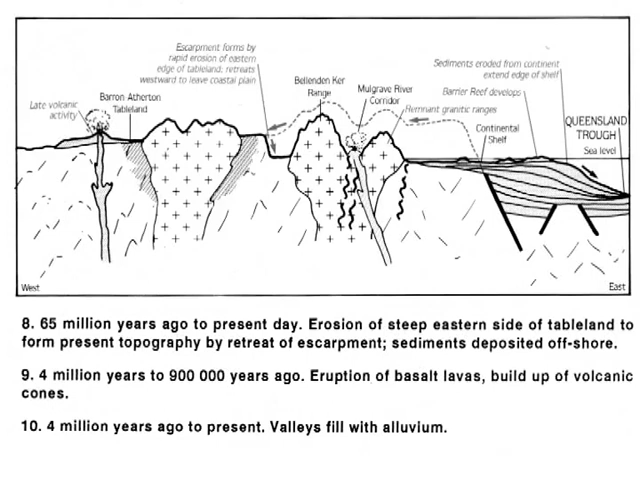 Escarpment forms by
rapid erosion of eastern
edge of tableland; retreats
westward to leave coastal plain
Sediments eroded from continent
extend edge of shelf
Bellenden Ker
Range
Mulgrave River
Corridor
Barrier Reef develops
Late volcanic
activity
Barron Atherton
Tableland
Remnant granitic ranges
Continental
Shelf
QUEENSLAND
TROUGH
Sea level
West
East
8. 65 million years ago to present day. Erosion of steep eastern side of tableland to
form present topography by retreat of escarpment; sediments deposited off-shore.
9. 4 million years to 900 000 years ago. Eruption of basalt lavas, build up of volcanic
cones.
10. 4 million years ago to present. Valleys fill with alluvium.